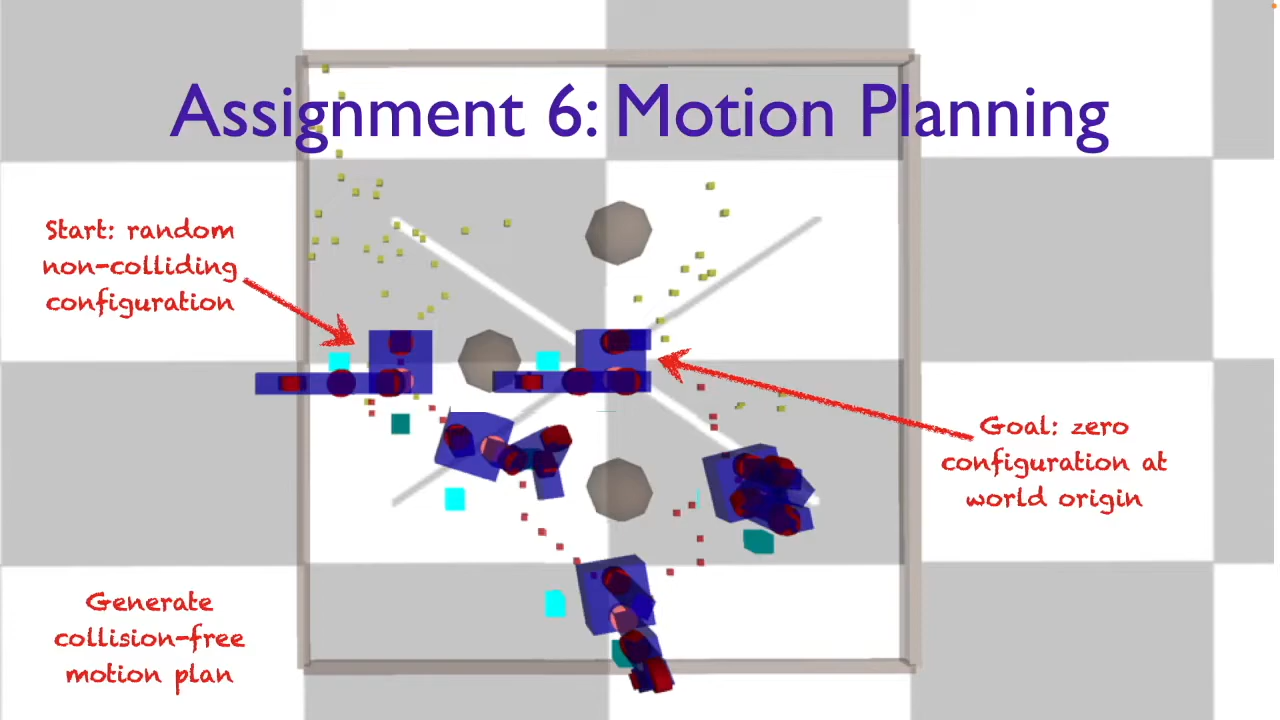 Assignment 6: Motion Planning
Start: random
non-colliding
configuration
Goal: zero
configuration at
world origin
Generate
collision-free
motion plan